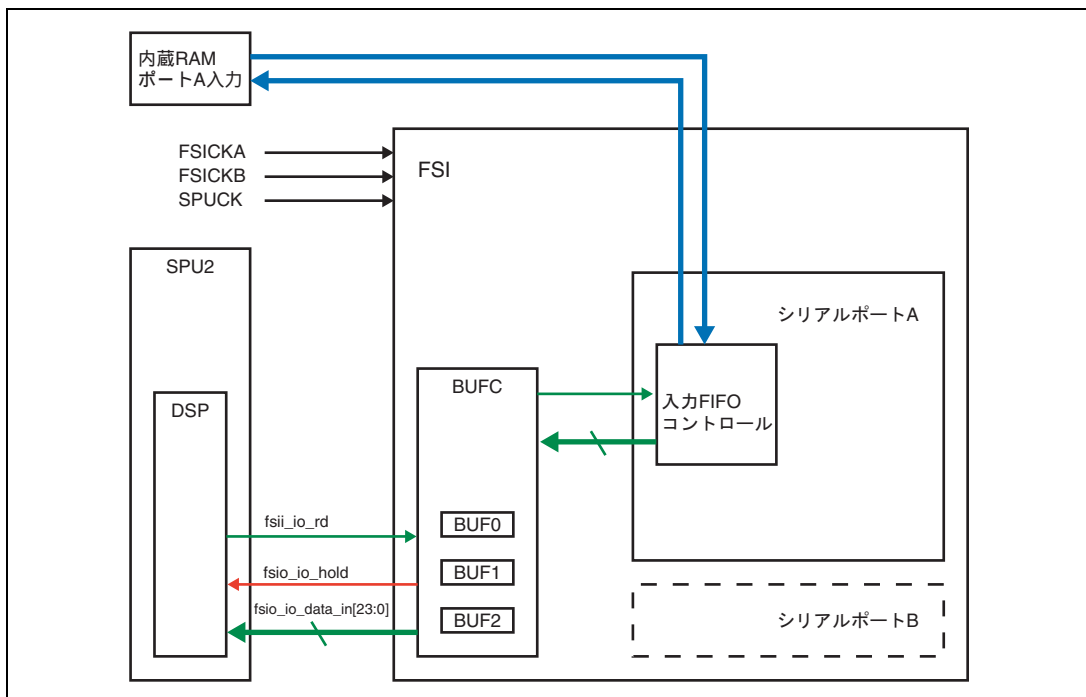 内蔵RAM
ポートA入力
FSICKA
FSICKB
SPUCK
FSI
SPU2
シリアルポートA
BUFC
DSP
入力FIFO
コントロール
fsii_io_rd
BUF0
fsio_io_hold
BUF1
fsio_io_data_in[23:0]
BUF2
シリアルポートB